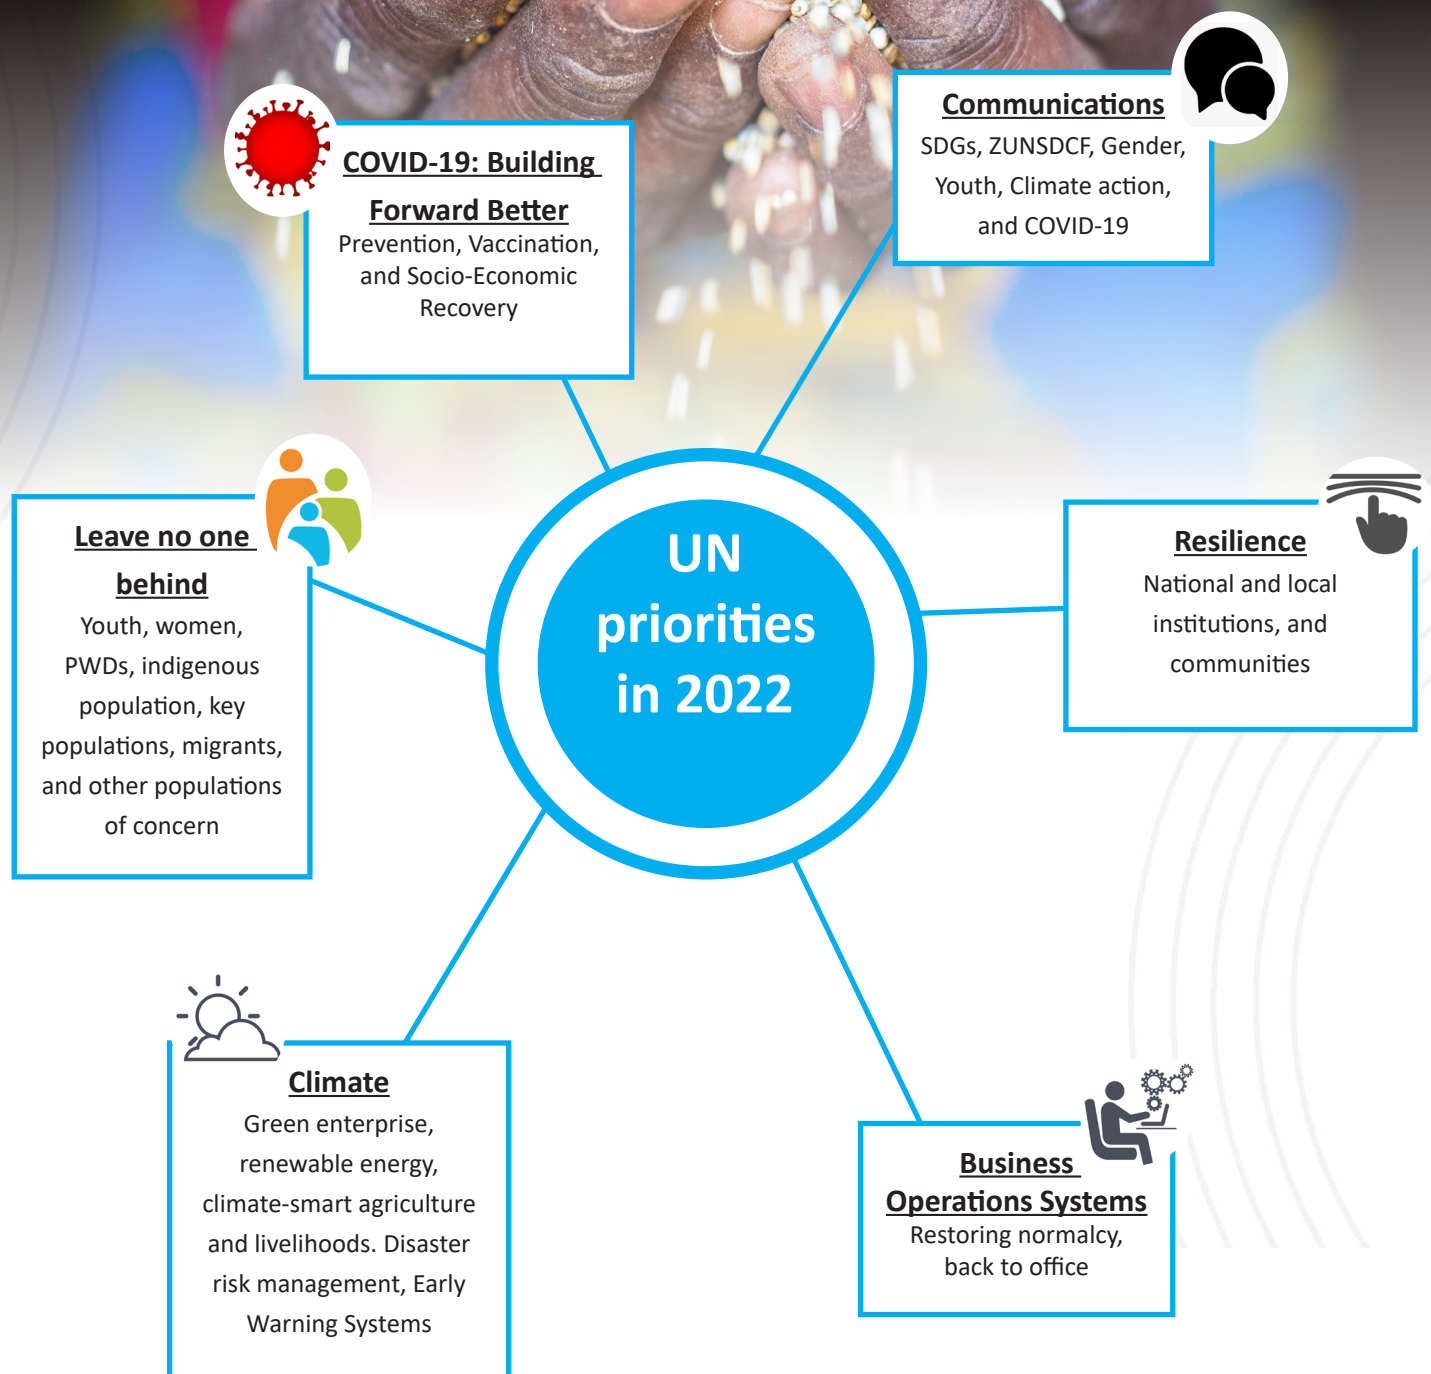 Communications
SDGs, ZUNSDCF, Gender,
Youth, Climate action,
and COVID-19
COVID-19: Building
Forward Better
Prevention, Vaccination,
and Socio-Economic
Recovery
Leave no one
behind
Youth, women,
PWDs, indigenous
population, key
populations, migrants,
and other populations
of concern
UN
priorities
in 2022
Resilience
National and local
institutions, and
communities
Climate
Green enterprise,
renewable energy,
climate-smart agriculture
and livelihoods. Disaster
risk management, Early
Warning Systems
Business
Operations Systems
Restoring normalcy,
back to office